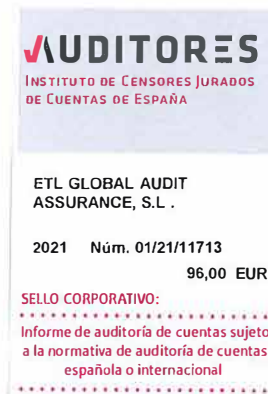 AUDITORES
INSTITUTO DE CENSORES JURADOS
DE CUENTAS DE ESPAÑA
ETL GLOBAL AUDIT
ASSURANCE, S.L .
2021 Núm. 01/21/11713
96,00 EUR
SELLO CORPORATIVO:
Informe de auditoría de cuentas sujeto
a la normativa de auditoría de cuentas
española o internacional